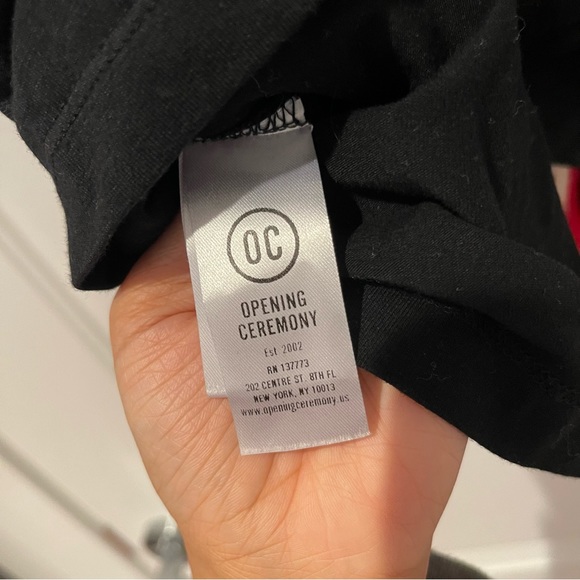 OC
OPENING
CEREMONY
Est 2002
RN 137773
202 CENTRE ST. 8TH FL
NEW YORK, NY 10013
www.openingceremony.us